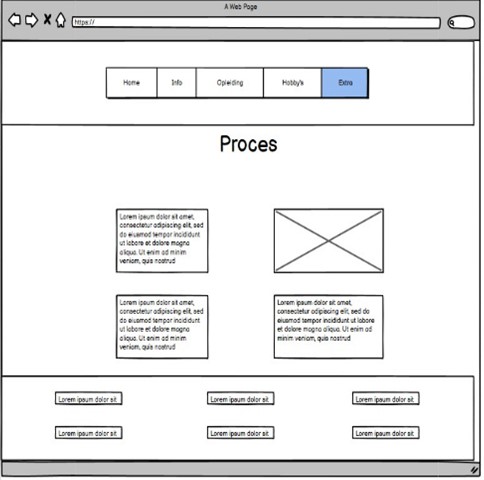 A Web Page
https://
Home Info Opleiding Hobby's Extra
Proces
Lorem ipsum dolor sit amet,
consectetur adipiscing elit, sed
do eiusmod tempor incididunt
ut labore et dolore magna
aliqua. Ut enim ad minim
veniam, quis nostrud
Lorem ipsum dolor sit amet,
consectetur adipiscing elit, sed
do eiusmod tempor incididunt
ut labore et dolore magna
aliqua. Ut enim ad minim
veniam, quis nostrud
Lorem ipsum dolor sit amet,
consectetur adipiscing elit, sed do
eiusmod tempor incididunt ut labore
et dolore magna aliqua. Ut enim ad
minim veniam, quis nostrud
Lorem ipsum dolor sit Lorem ipsum dolor sit Lorem ipsum dolor sit
Lorem ipsum dolor sit Lorem ipsum dolor sit Lorem ipsum dolor sit